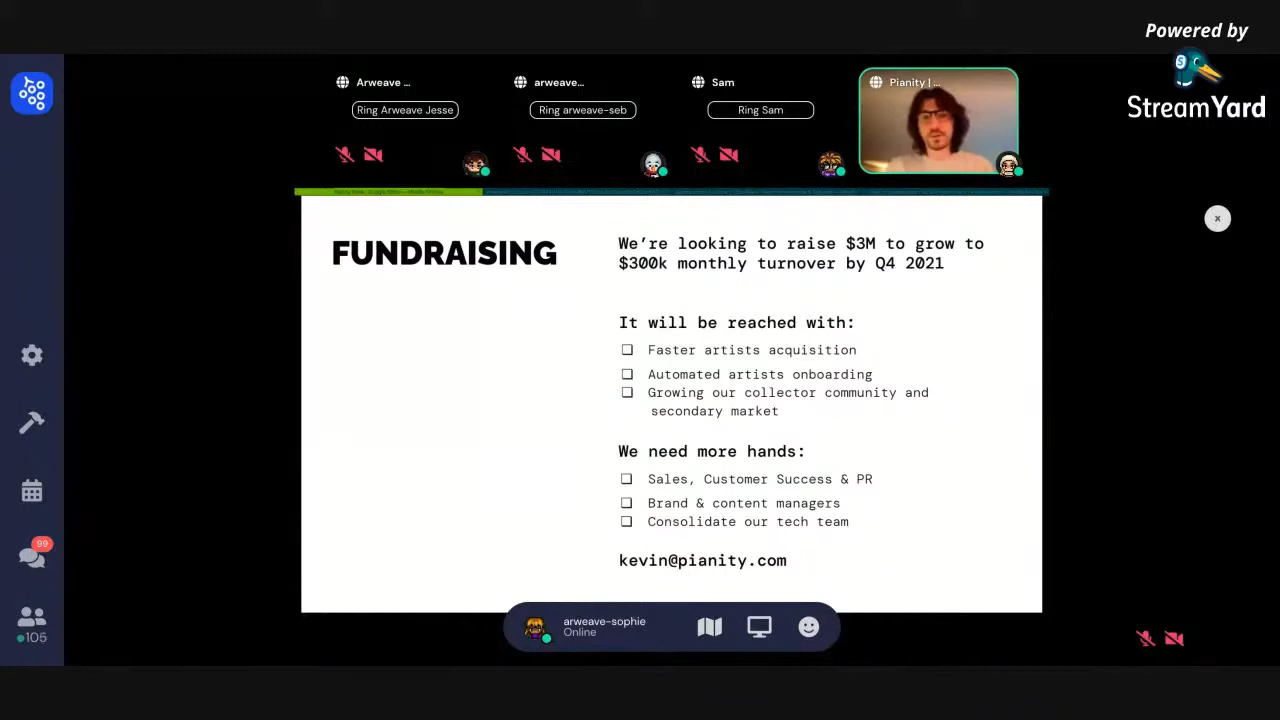 Powered by
StreamYard
Arweave ...
arweave...
Sam
Pianity | ...
Ring Arweave Jesse
Ring arweave-seb
Ring Sam
FUNDRAISING
We're looking to raise $3M to grow to
$300k monthly turnover by Q4 2021
It will be reached with:
Faster artists acquisition
Automated artists onboarding
Growing our collector community and
secondary market
We need more hands:
Sales, Customer Success & PR
Brand & content managers
Consolidate our tech team
kevin@pianity.com
99
105
arweave-sophie
Online